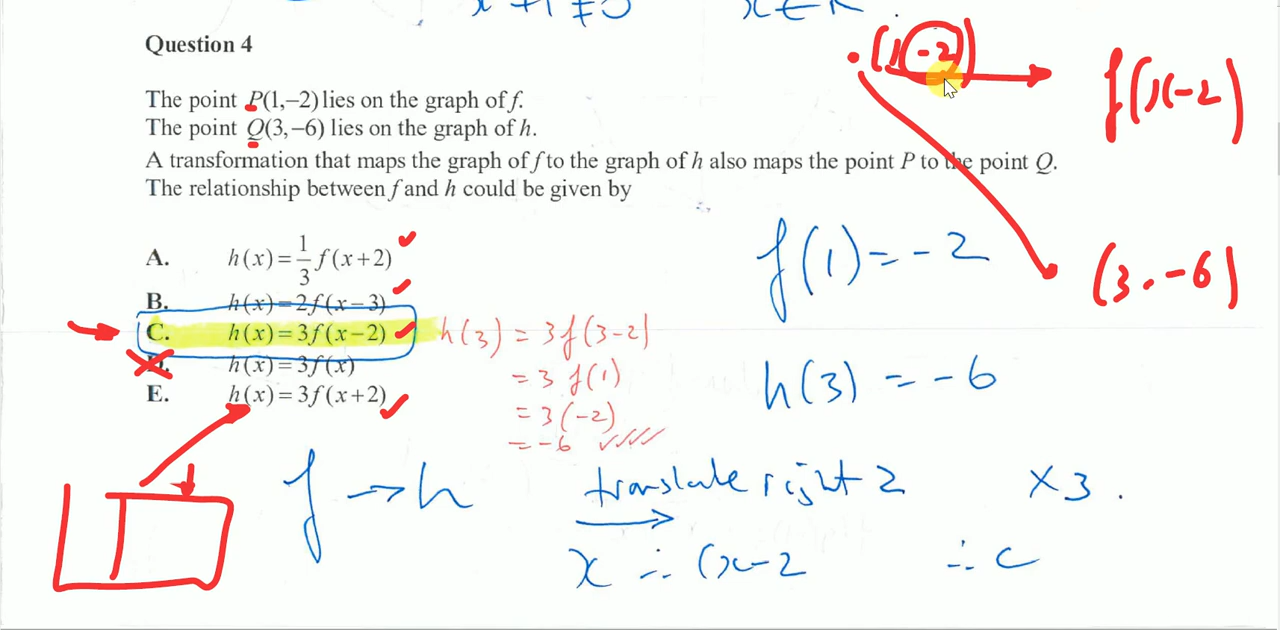 x + 1 ≠ 0 x ∈ R.
Question 4
The point P(1,−2) lies on the graph of f.
The point Q(3,−6) lies on the graph of h.
A transformation that maps the graph of f to the graph of h also maps the point P to the point Q.
The relationship between f and h could be given by
A. h(x) = 1/3 f(x+2)
B. h(x) = 2f(x−3)
C. h(x) = 3f(x−2)
D. h(x) = 3f(x)
E. h(x) = 3f(x+2)
h(3) = 3f(3-2)
= 3 f(1)
= 3(-2)
= -6
(1, -2)
f(x-2)
(3, -6)
f(1) = -2
h(3) = -6
f → h translate right 2 ×3.
x ∴ (x-2 ∴ C